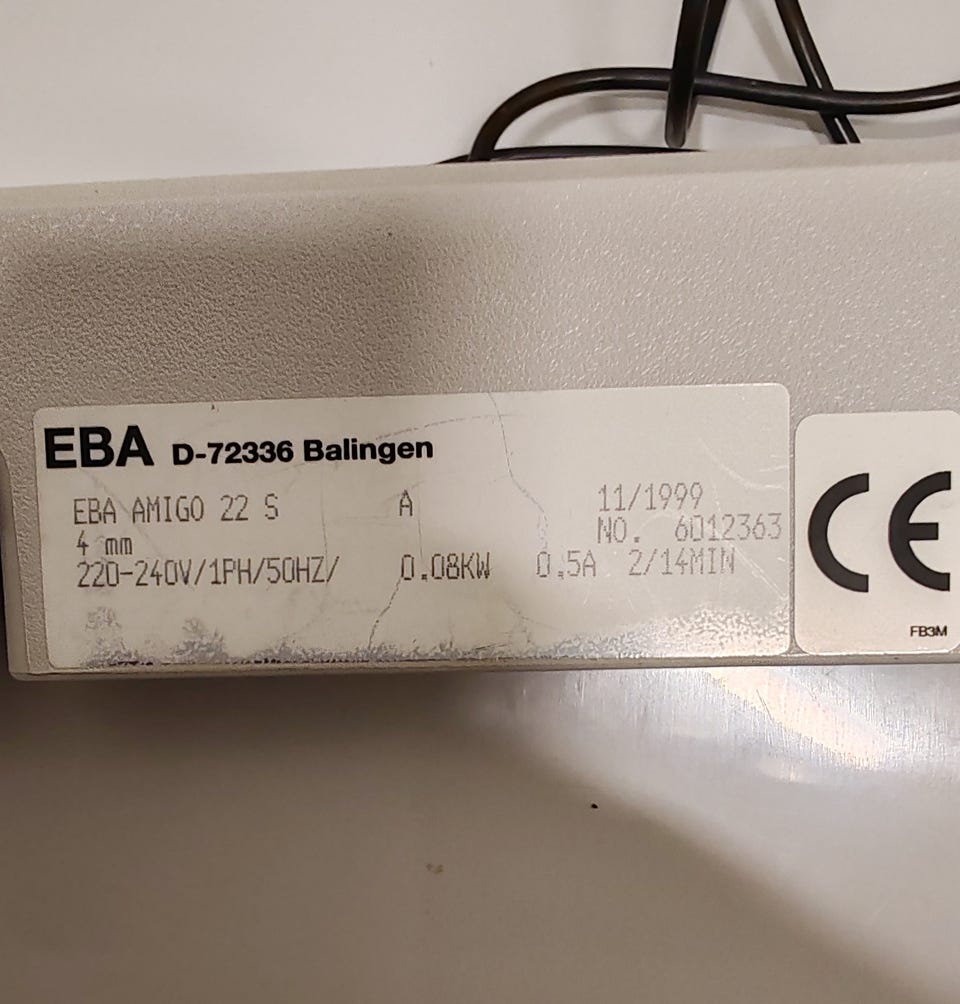 EBA D-72336 Balingen
EBA AMIGO 22 S A 11/1999
4 mm NO. 6012363
220-240V/1PH/50HZ/ 0.08KW 0.5A 2/14MIN
CE
FB3M